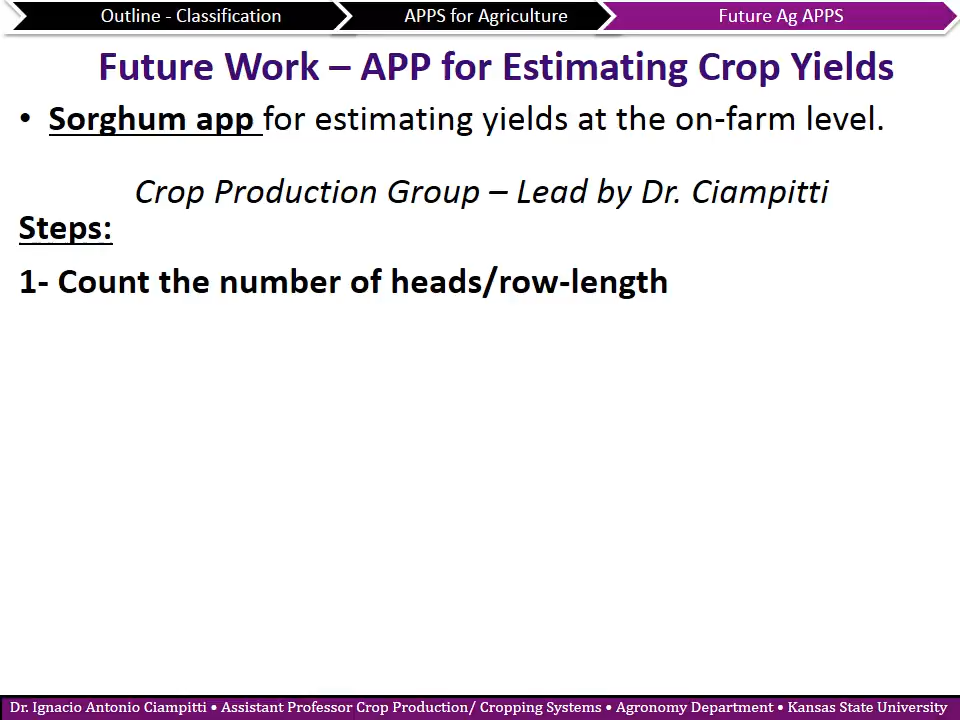 Outline - Classification
APPS for Agriculture
Future Ag APPS
Future Work – APP for Estimating Crop Yields
• Sorghum app for estimating yields at the on-farm level.
Crop Production Group – Lead by Dr. Ciampitti
Steps:
1- Count the number of heads/row-length
Dr. Ignacio Antonio Ciampitti • Assistant Professor Crop Production/ Cropping Systems • Agronomy Department • Kansas State University